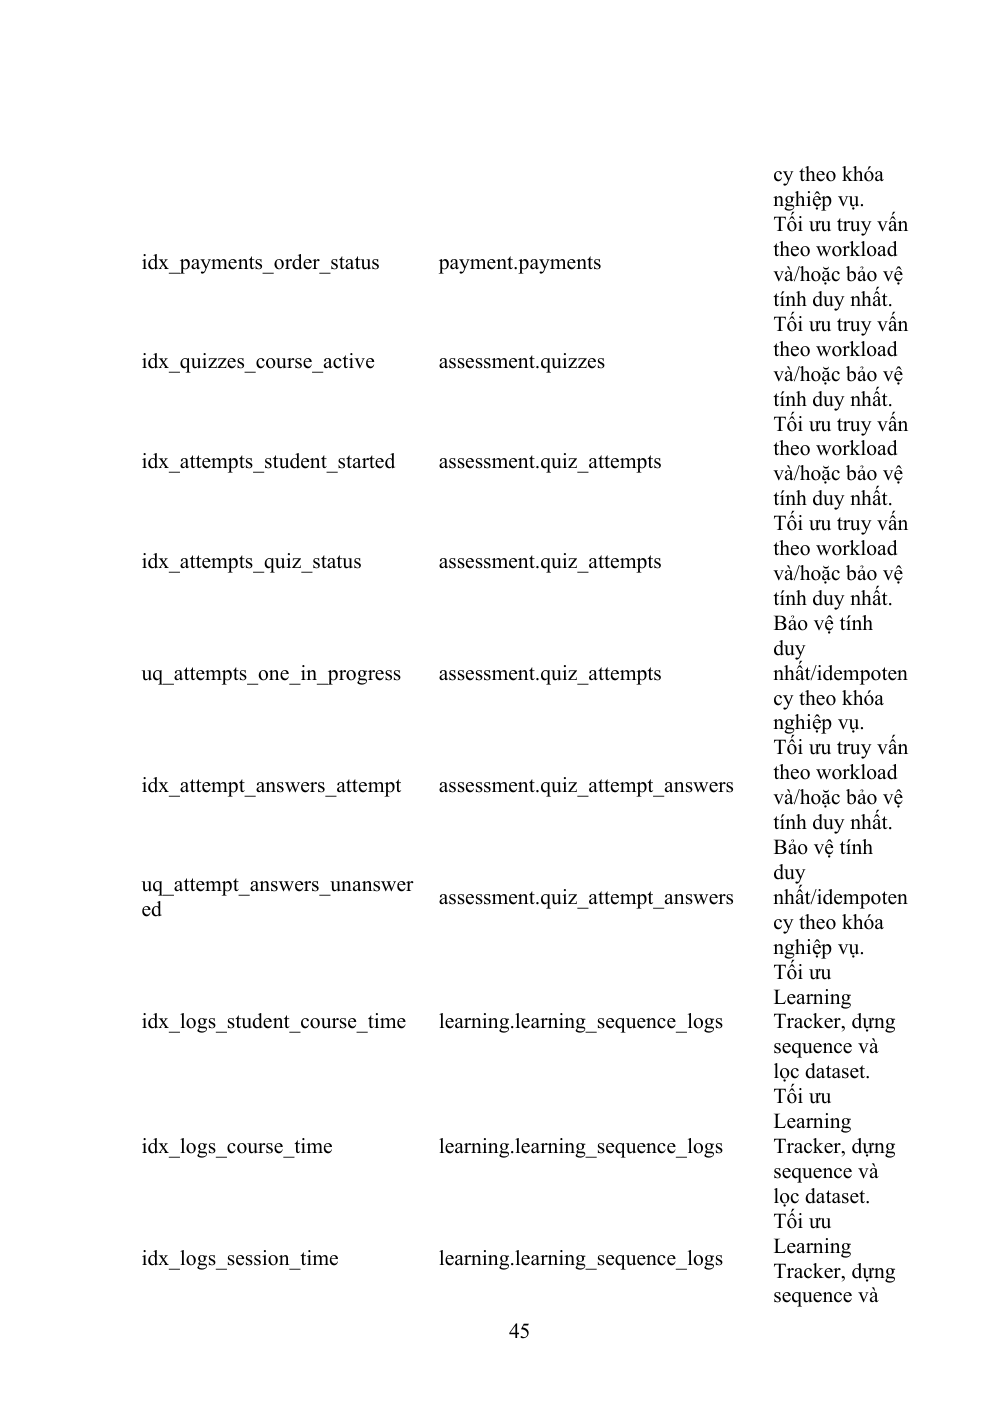 cy theo khóa
nghiệp vụ.
idx_payments_order_status
payment.payments
Tối ưu truy vấn
theo workload
và/hoặc bảo vệ
tính duy nhất.
idx_quizzes_course_active
assessment.quizzes
Tối ưu truy vấn
theo workload
và/hoặc bảo vệ
tính duy nhất.
idx_attempts_student_started
assessment.quiz_attempts
Tối ưu truy vấn
theo workload
và/hoặc bảo vệ
tính duy nhất.
idx_attempts_quiz_status
assessment.quiz_attempts
Tối ưu truy vấn
theo workload
và/hoặc bảo vệ
tính duy nhất.
uq_attempts_one_in_progress
assessment.quiz_attempts
Bảo vệ tính
duy
nhất/idempoten
cy theo khóa
nghiệp vụ.
idx_attempt_answers_attempt
assessment.quiz_attempt_answers
Tối ưu truy vấn
theo workload
và/hoặc bảo vệ
tính duy nhất.
uq_attempt_answers_unanswer
ed
assessment.quiz_attempt_answers
Bảo vệ tính
duy
nhất/idempoten
cy theo khóa
nghiệp vụ.
idx_logs_student_course_time
learning.learning_sequence_logs
Tối ưu
Learning
Tracker, dựng
sequence và
lọc dataset.
idx_logs_course_time
learning.learning_sequence_logs
Tối ưu
Learning
Tracker, dựng
sequence và
lọc dataset.
idx_logs_session_time
learning.learning_sequence_logs
Tối ưu
Learning
Tracker, dựng
sequence và
45